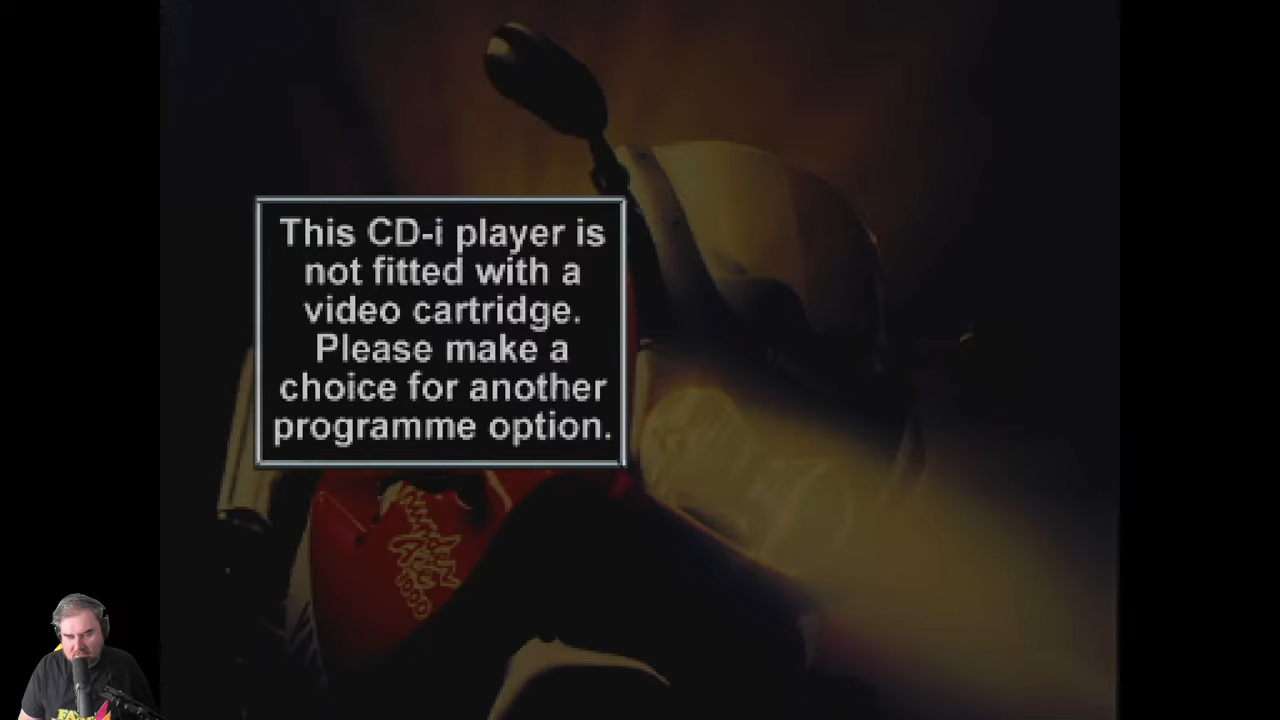 This CD-i player is
not fitted with a
video cartridge.
Please make a
choice for another
programme option.